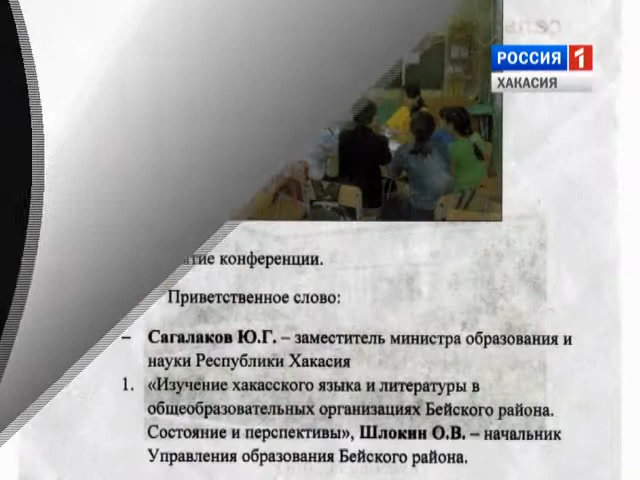 РОССИЯ 1
ХАКАСИЯ
конференции.
Приветственное слово:
– Сагалаков Ю.Г. – заместитель министра образования и
науки Республики Хакасия
1. «Изучение хакасского языка и литературы в
общеобразовательных организациях Бейского района.
Состояние и перспективы», Шлокин О.В. – начальник
Управления образования Бейского района.